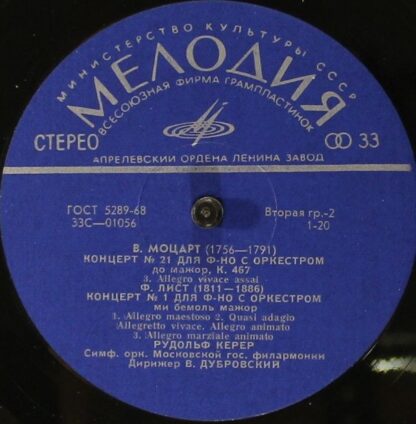 МИНИСТЕРСТВО КУЛЬТУРЫ СССР
МЕЛОДИЯ
ВСЕСОЮЗНАЯ ФИРМА ГРАМПЛАСТИНОК
СТЕРЕО
33
АПРЕЛЕВСКИЙ ОРДЕНА ЛЕНИНА ЗАВОД
ГОСТ 5289-68
33С—01056
Вторая гр.-2
1-20
В. МОЦАРТ (1756—1791)
КОНЦЕРТ № 21 ДЛЯ Ф-НО С ОРКЕСТРОМ
до мажор, К. 467
3. Allegro vivace assai
Ф. ЛИСТ (1811—1886)
КОНЦЕРТ № 1 ДЛЯ Ф-НО С ОРКЕСТРОМ
ми бемоль мажор
1. Allegro maestoso 2. Quasi adagio
Allegretto vivace. Allegro animato
3. Allegro marziale animato
РУДОЛЬФ КЕРЕР
Симф. орк. Московской гос. филармонии
Дирижер В. ДУБРОВСКИЙ